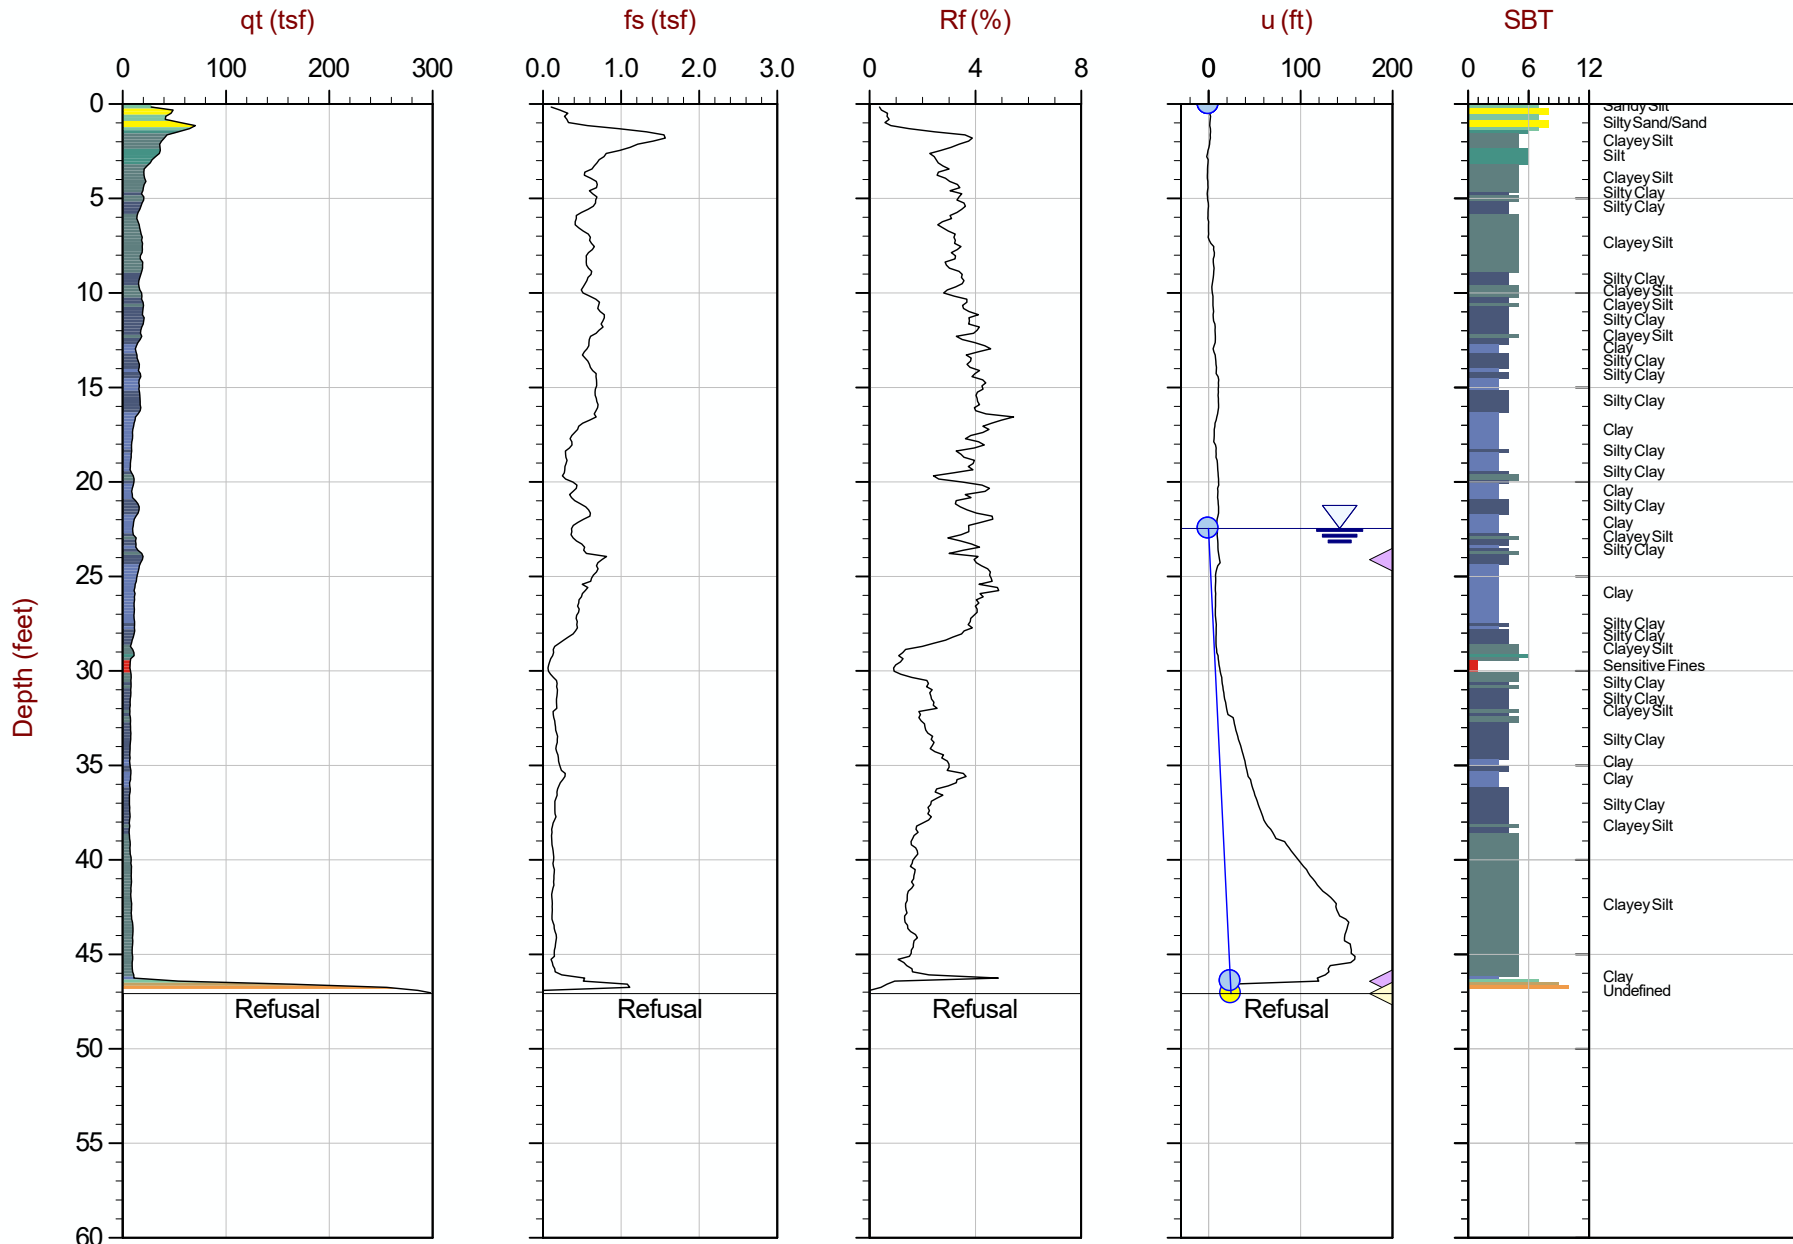 qt (tsf)
fs (tsf)
Rf (%)
u (ft)
SBT
0 100 200 300
0.0 1.0 2.0 3.0
0 4 8
0 100 200
0 6 12
Depth (feet)
0
5
10
15
20
25
30
35
40
45
50
55
60
Refusal
Refusal
Refusal
Refusal
Sandy Silt
Silty Sand/Sand
Clayey Silt
Silt
Clayey Silt
Silty Clay
Silty Clay
Clayey Silt
Silty Clay
Clayey Silt
Clayey Silt
Silty Clay
Clayey Silt
Clay
Silty Clay
Silty Clay
Silty Clay
Clay
Silty Clay
Silty Clay
Clay
Silty Clay
Clay
Clayey Silt
Silty Clay
Clay
Silty Clay
Silty Clay
Clayey Silt
Sensitive Fines
Silty Clay
Silty Clay
Clayey Silt
Silty Clay
Clay
Clay
Silty Clay
Clayey Silt
Clayey Silt
Clay
Undefined